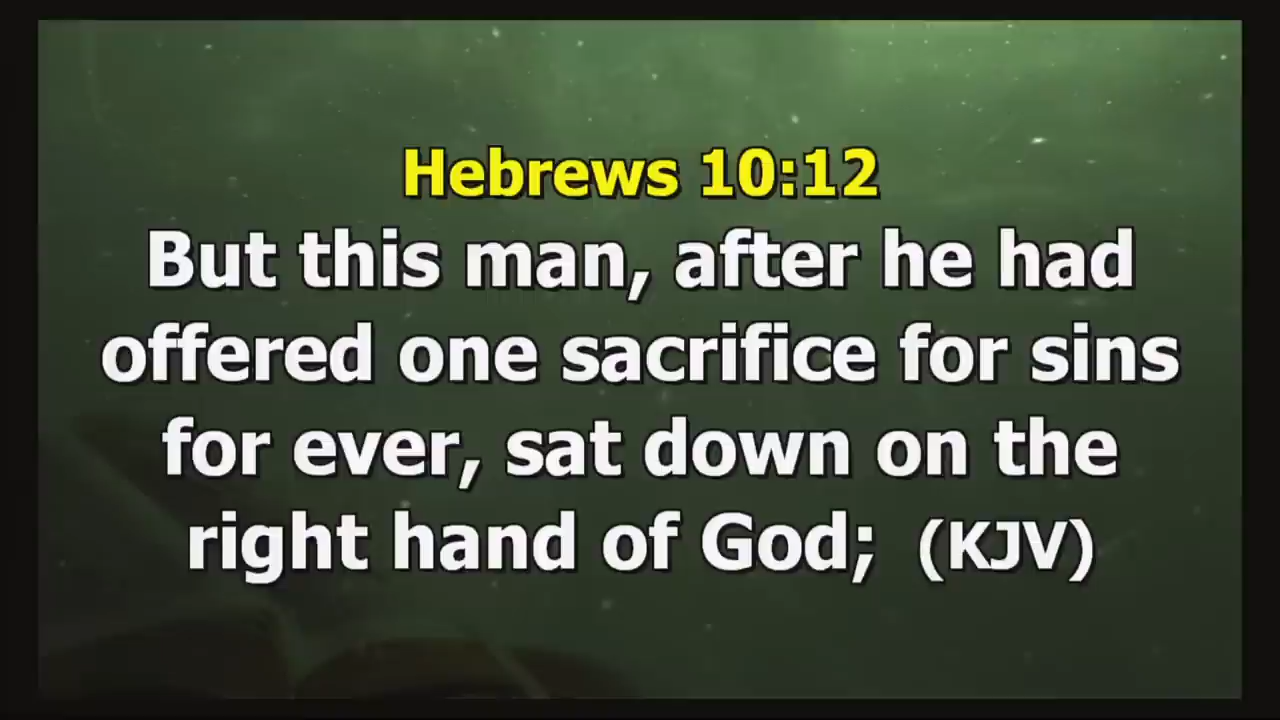 Hebrews 10:12
But this man, after he had
offered one sacrifice for sins
for ever, sat down on the
right hand of God;  (KJV)